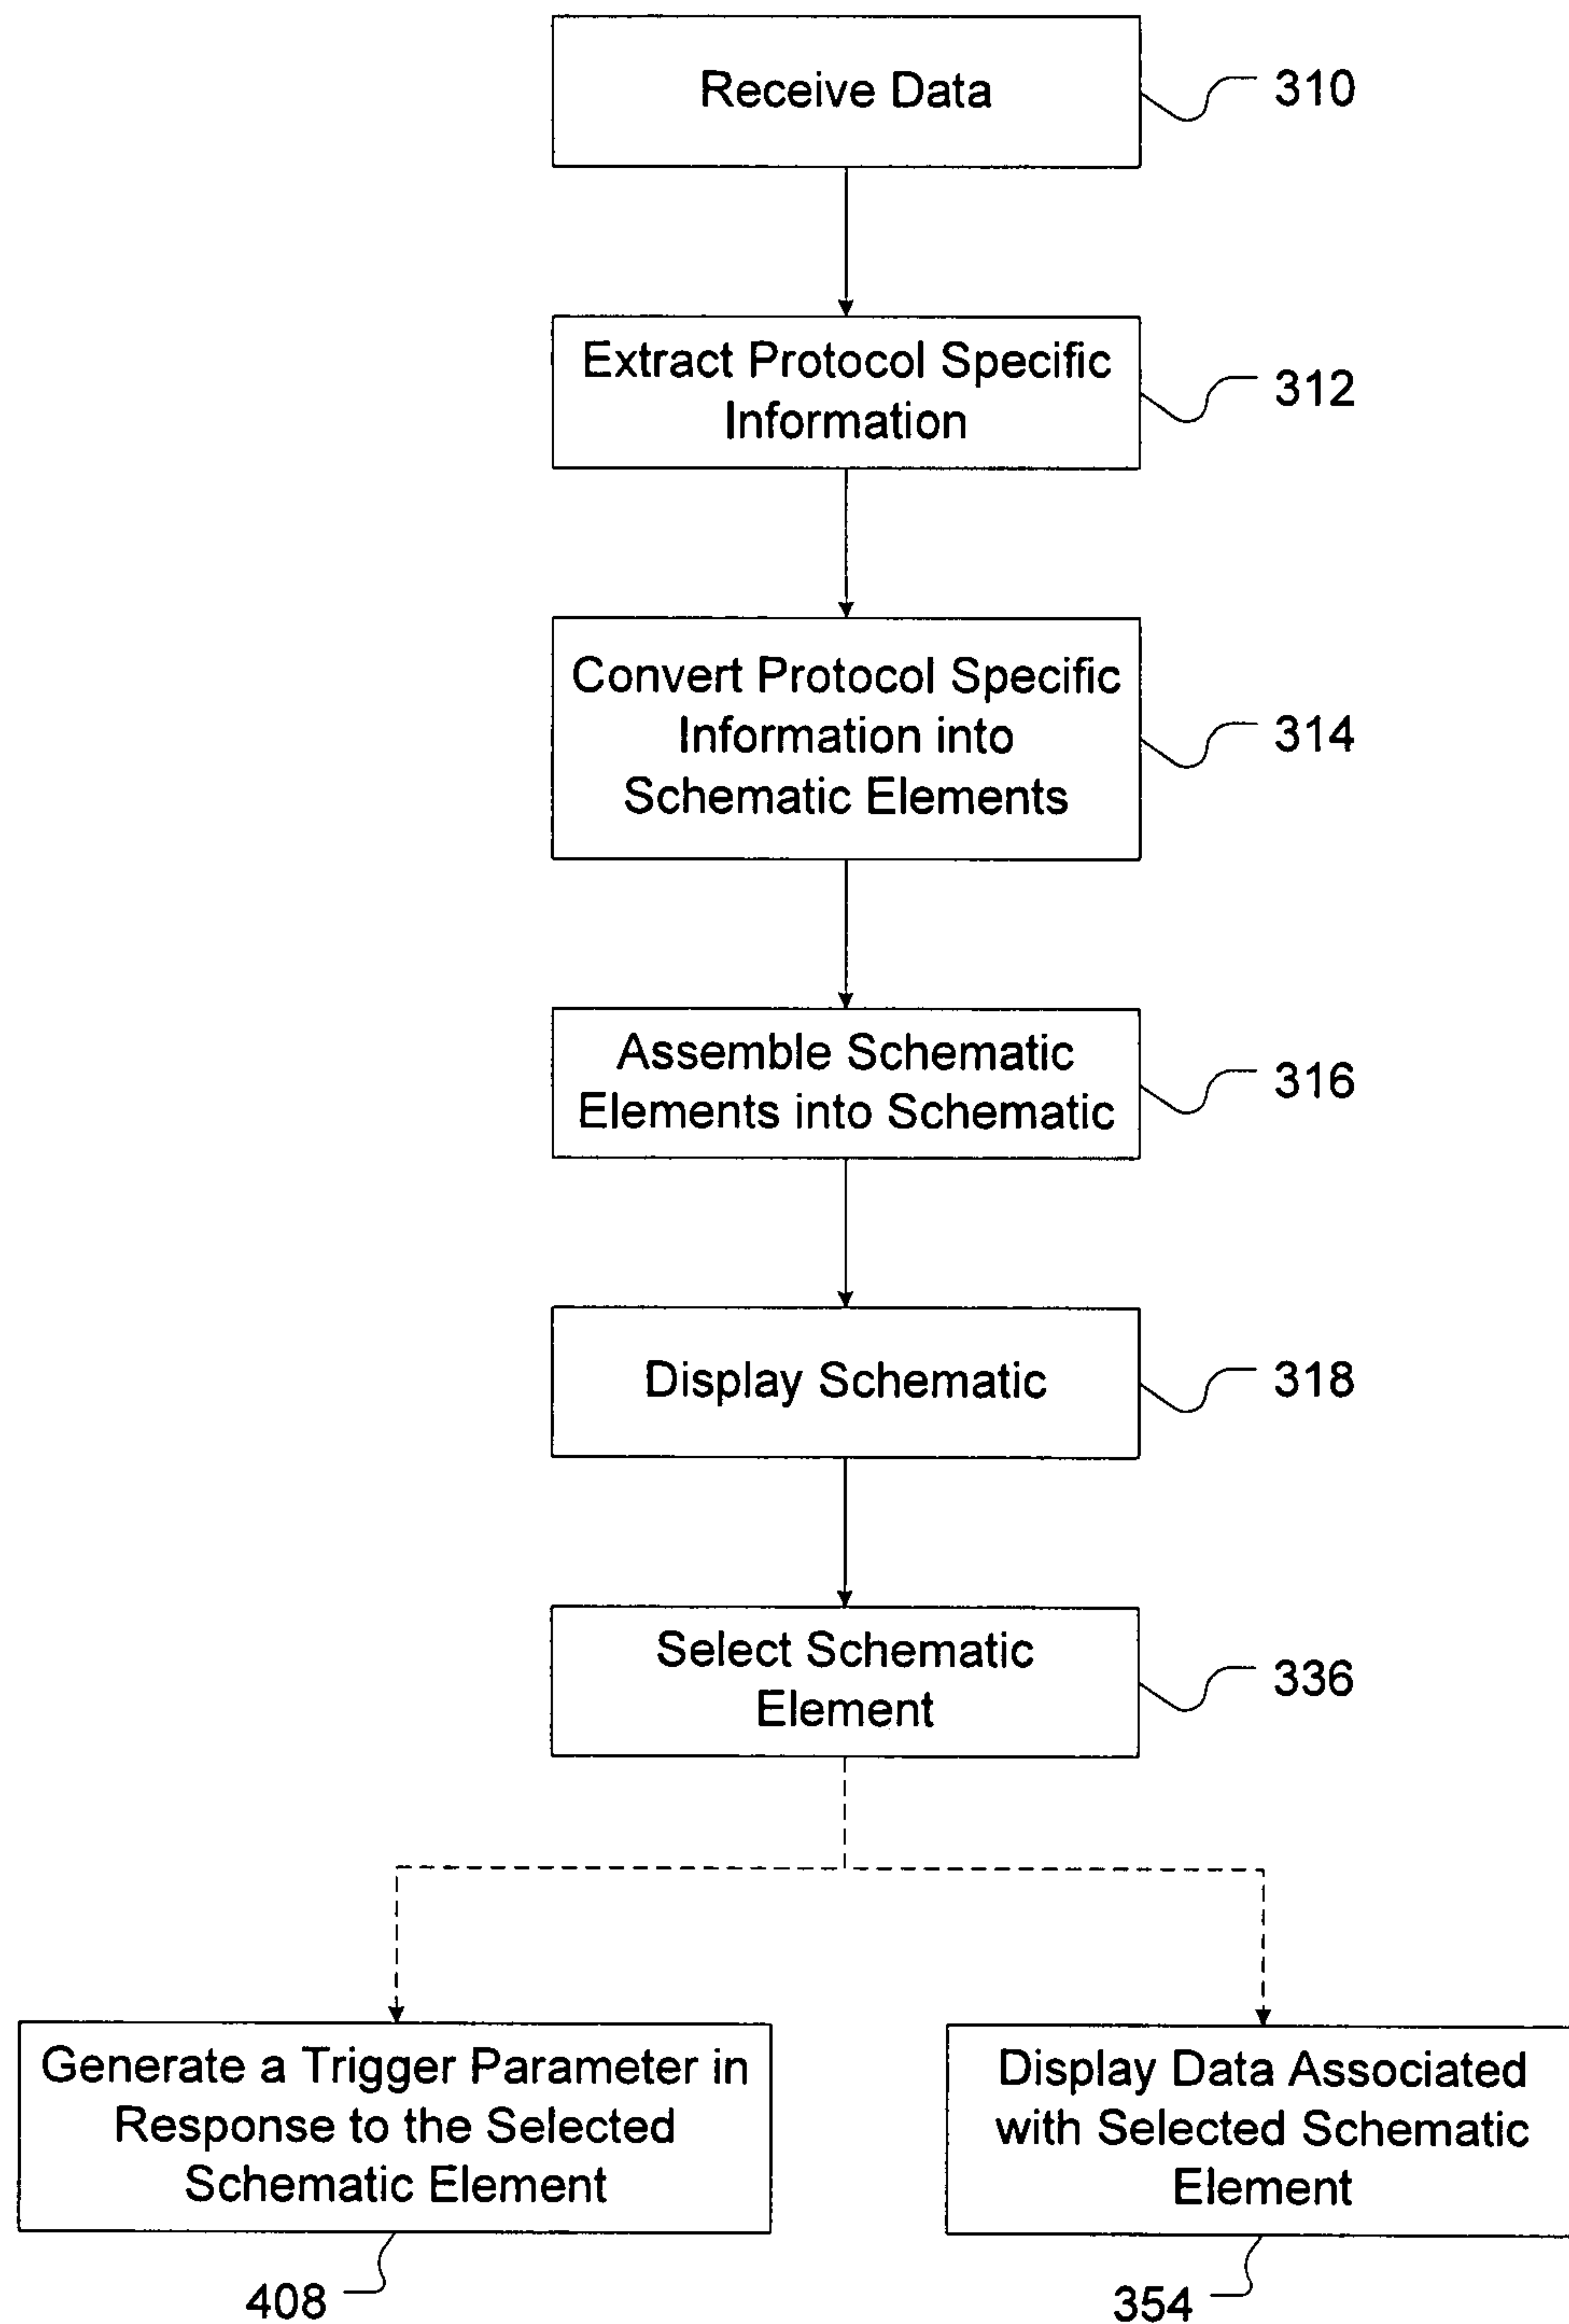 Receive Data
310
Extract Protocol Specific
Information
312
Convert Protocol Specific
Information into
Schematic Elements
314
Assemble Schematic
Elements into Schematic
316
Display Schematic
318
Select Schematic
Element
336
Generate a Trigger Parameter in
Response to the Selected
Schematic Element
408
Display Data Associated
with Selected Schematic
Element
354